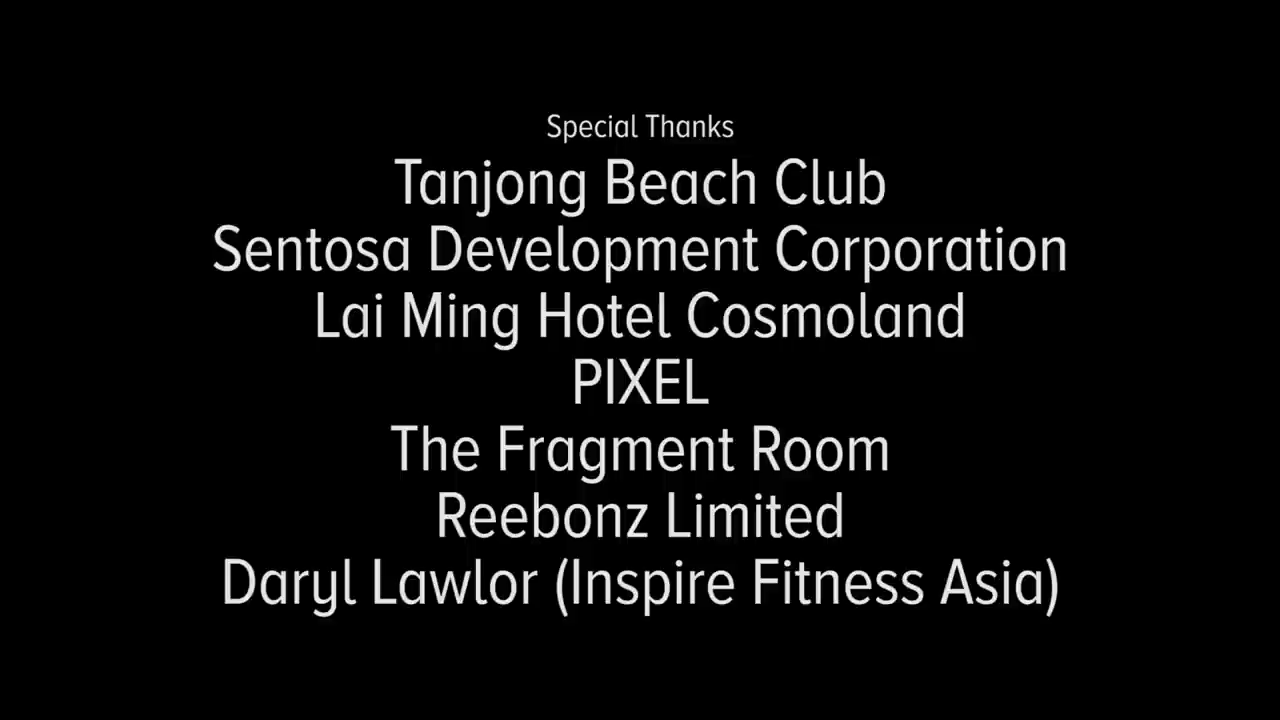 Special Thanks
Tanjong Beach Club
Sentosa Development Corporation
Lai Ming Hotel Cosmoland
PIXEL
The Fragment Room
Reebonz Limited
Daryl Lawlor (Inspire Fitness Asia)